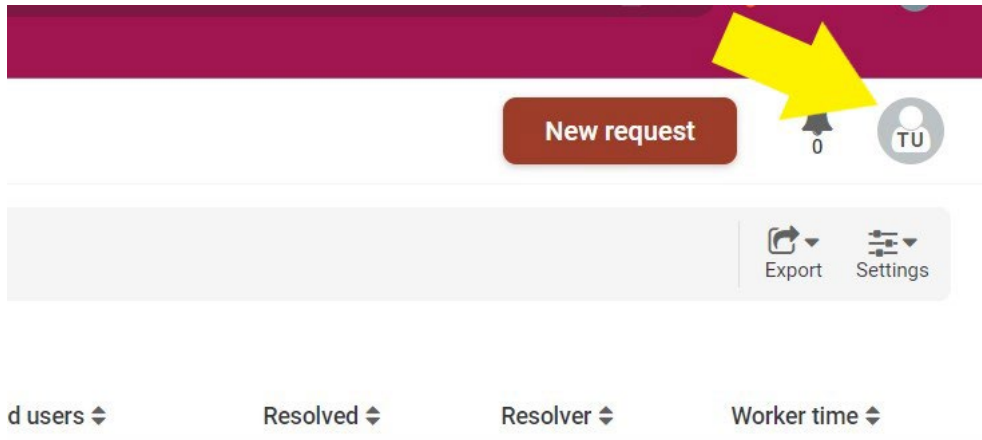 New request
0
TU
Export
Settings
d users
Resolved
Resolver
Worker time